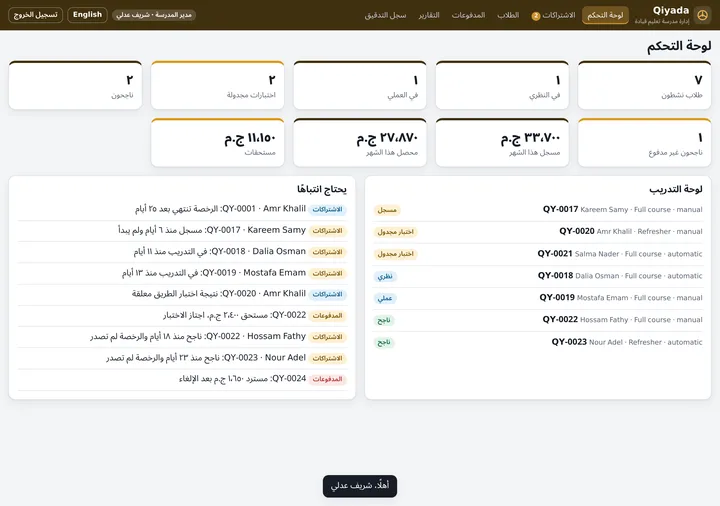 Qiyada
إدارة مدرسة تعليم قيادة
لوحة التحكم
الاشتراكات 2
الطلاب
المدفوعات
التقارير
سجل التدقيق
مدير المدرسة · شريف عدلي
English
تسجيل الخروج
لوحة التحكم
٧
طلاب نشطون
١
في النظري
١
في العملي
٢
اختبارات مجدولة
٢
ناجحون
١
ناجحون غير مدفوع
٣٣٬٧٠٠ ج.م
مسجل هذا الشهر
٢٧٬٨٧٠ ج.م
محصل هذا الشهر
١١٬١٥٠ ج.م
مستحقات
لوحة التدريب
QY-0017 Kareem Samy · Full course · manual مسجل
QY-0020 Amr Khalil · Refresher · manual اختبار مجدول
QY-0021 Salma Nader · Full course · automatic اختبار مجدول
QY-0018 Dalia Osman · Full course · automatic نظري
QY-0019 Mostafa Emam · Full course · manual عملي
QY-0022 Hossam Fathy · Full course · manual ناجح
QY-0023 Nour Adel · Refresher · automatic ناجح
يحتاج انتباهًا
الاشتراكات QY-0001 · Amr Khalil: الرخصة تنتهي بعد ٢٥ أيام
الاشتراكات QY-0017 · Kareem Samy: مسجل منذ ٦ أيام ولم يبدأ
الاشتراكات QY-0018 · Dalia Osman: في التدريب منذ ١١ أيام
الاشتراكات QY-0019 · Mostafa Emam: في التدريب منذ ١٣ أيام
الاشتراكات QY-0020 · Amr Khalil: نتيجة اختبار الطريق معلقة
المدفوعات QY-0022: مستحق ٢٬٤٠٠ ج.م، اجتاز الاختبار
الاشتراكات QY-0022 · Hossam Fathy: ناجح منذ ١٨ أيام والرخصة لم تصدر
الاشتراكات QY-0023 · Nour Adel: ناجح منذ ٢٣ أيام والرخصة لم تصدر
المدفوعات QY-0024: مسترد ١٬٦٥٠ ج.م بعد الإلغاء
أهلًا، شريف عدلي